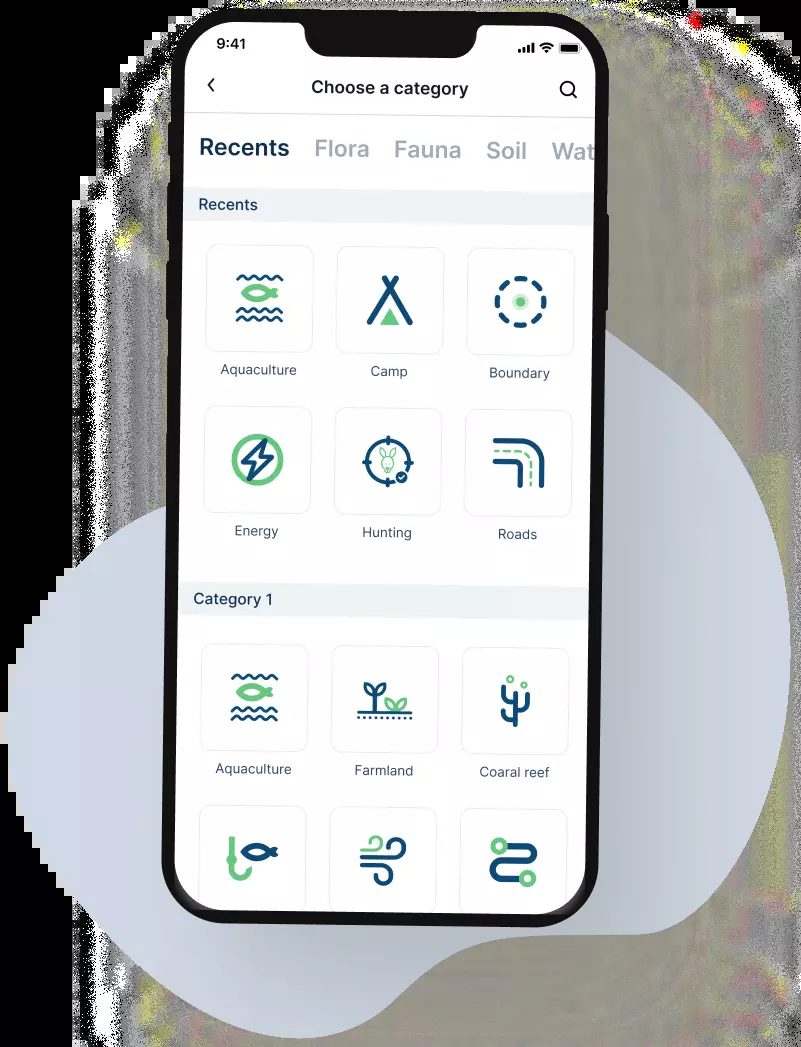 9:41
Choose a category
Recents Flora Fauna Soil Wat
Recents
Aquaculture Camp Boundary
Energy Hunting Roads
Category 1
Aquaculture Farmland Coaral reef